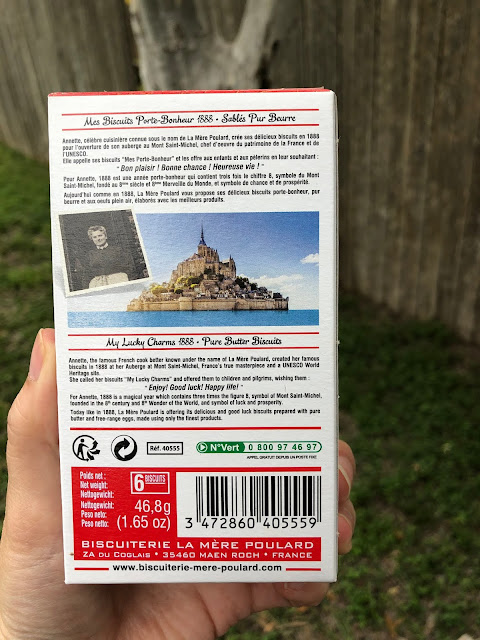 Mes Biscuits Porte-Bonheur 1888 • Sablés Pur Beurre
Annette, célèbre cuisinière connue sous le nom de La Mère Poulard, crée ses délicieux biscuits en 1888
pour l'ouverture de son auberge au Mont Saint-Michel, chef d'oeuvre du patrimoine de la France et de
l'UNESCO.
Elle appelle ses biscuits "Mes Porte-Bonheur" et les offre aux enfants et aux pèlerins en leur souhaitant :
"Bon plaisir ! Bonne chance ! Heureuse vie !"
Pour Annette, 1888 est une année porte-bonheur qui contient trois fois le chiffre 8, symbole du Mont
Saint-Michel, fondé au 8ème siècle et 8ème Merveille du Monde, et symbole de chance et de prospérité.
Aujourd'hui comme en 1888, La Mère Poulard vous propose ses délicieux biscuits porte-bonheur, pur
beurre et aux oeufs plein air, élaborés avec les meilleurs produits.
My Lucky Charms 1888 • Pure Butter Biscuits
Annette, the famous French cook better known under the name of La Mère Poulard, created her famous
biscuits in 1888 at her Auberge at Mont Saint-Michel, France's true masterpiece and a UNESCO World
Heritage site.
She called her biscuits "My Lucky Charms" and offered them to children and pilgrims, wishing them :
"Enjoy! Good luck! Happy life!"
For Annette, 1888 is a magical year which contains three times the figure 8, symbol of Mont Saint-Michel,
founded in the 8th century and 8th Wonder of the World, and symbol of luck and prosperity.
Today like in 1888, La Mère Poulard is offering its delicious and good luck biscuits prepared with pure
butter and free-range eggs, made using only the finest products.
Réf. 40555
N°Vert 0 800 97 46 97
APPEL GRATUIT DEPUIS UN POSTE FIXE
Poids net :
Net weight:
Nettogewicht:
Peso neto:
Peso netto:
6 BISCUITS
46,8g
(1.65 oz)
3 472860 405559
BISCUITERIE LA MÈRE POULARD
ZA DU COGLAIS • 35460 MAEN ROCH • FRANCE
www.biscuiterie-mere-poulard.com